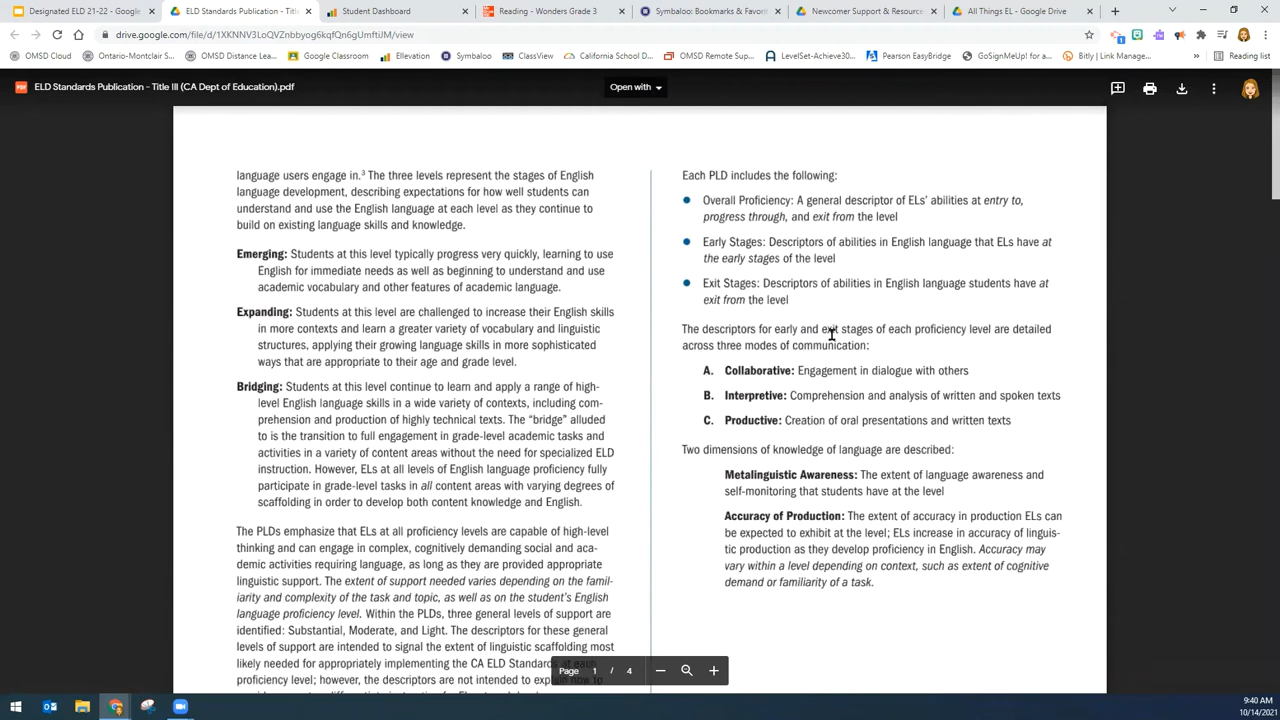 Designated ELD 21-22 - Google D
ELD Standards Publication - Title
Student Dashboard
Reading - Wonders Grade 3
Symbaloo: Bookmarks & Favorit
Newcomer Support & Resource
All Things EL - Google Drive
drive.google.com/file/d/1XKNNV3LoQVZnbbyog6kqfQn6gUmftiJM/view
OMSD Cloud
Ontario-Montclair S...
Google Classroom
Ellevation
Symbaloo
ClassView
California School D...
OMSD Remote Sup...
LevelSet-Achieve30...
Pearson EasyBridge
GoSignMeUp! for a...
Bitly | Link Manage...
»
Reading list
ELD Standards Publication - Title III (CA Dept of Education).pdf
Open with
language users engage in.3 The three levels represent the stages of English
language development, describing expectations for how well students can
understand and use the English language at each level as they continue to
build on existing language skills and knowledge.
Emerging: Students at this level typically progress very quickly, learning to use
English for immediate needs as well as beginning to understand and use
academic vocabulary and other features of academic language.
Expanding: Students at this level are challenged to increase their English skills
in more contexts and learn a greater variety of vocabulary and linguistic
structures, applying their growing language skills in more sophisticated
ways that are appropriate to their age and grade level.
Bridging: Students at this level continue to learn and apply a range of high-
level English language skills in a wide variety of contexts, including com-
prehension and production of highly technical texts. The “bridge” alluded
to is the transition to full engagement in grade-level academic tasks and
activities in a variety of content areas without the need for specialized ELD
instruction. However, ELs at all levels of English language proficiency fully
participate in grade-level tasks in all content areas with varying degrees of
scaffolding in order to develop both content knowledge and English.
The PLDs emphasize that ELs at all proficiency levels are capable of high-level
thinking and can engage in complex, cognitively demanding social and aca-
demic activities requiring language, as long as they are provided appropriate
linguistic support. The extent of support needed varies depending on the famil-
iarity and complexity of the task and topic, as well as on the student’s English
language proficiency level. Within the PLDs, three general levels of support are
identified: Substantial, Moderate, and Light. The descriptors for these general
levels of support are intended to signal the extent of linguistic scaffolding most
likely needed for appropriately implementing the CA ELD Standards at each
proficiency level; however, the descriptors are not intended to explain how to
Each PLD includes the following:
Overall Proficiency: A general descriptor of ELs’ abilities at entry to,
progress through, and exit from the level
Early Stages: Descriptors of abilities in English language that ELs have at
the early stages of the level
Exit Stages: Descriptors of abilities in English language students have at
exit from the level
The descriptors for early and exit stages of each proficiency level are detailed
across three modes of communication:
A. Collaborative: Engagement in dialogue with others
B. Interpretive: Comprehension and analysis of written and spoken texts
C. Productive: Creation of oral presentations and written texts
Two dimensions of knowledge of language are described:
Metalinguistic Awareness: The extent of language awareness and
self-monitoring that students have at the level
Accuracy of Production: The extent of accuracy in production ELs can
be expected to exhibit at the level; ELs increase in accuracy of linguis-
tic production as they develop proficiency in English. Accuracy may
vary within a level depending on context, such as extent of cognitive
demand or familiarity of a task.
Page 1 / 4
9:40 AM
10/14/2021